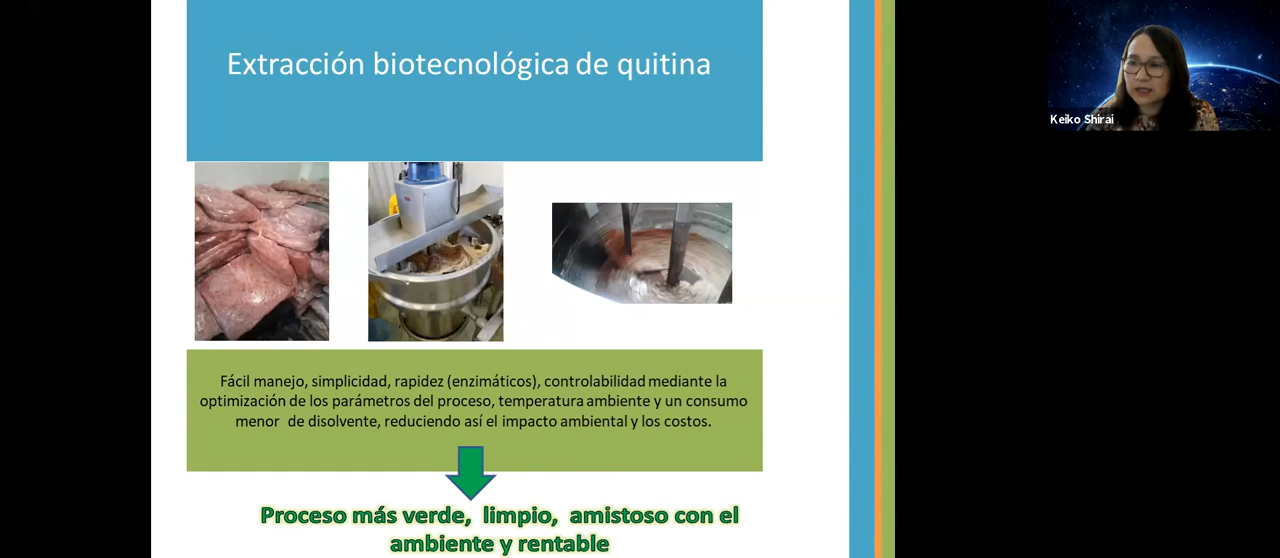 Extracción biotecnológica de quitina
Keiko Shirai
Fácil manejo, simplicidad, rapidez (enzimáticos), controlabilidad mediante la
optimización de los parámetros del proceso, temperatura ambiente y un consumo
menor de disolvente, reduciendo así el impacto ambiental y los costos.
Proceso más verde, limpio, amistoso con el
ambiente y rentable